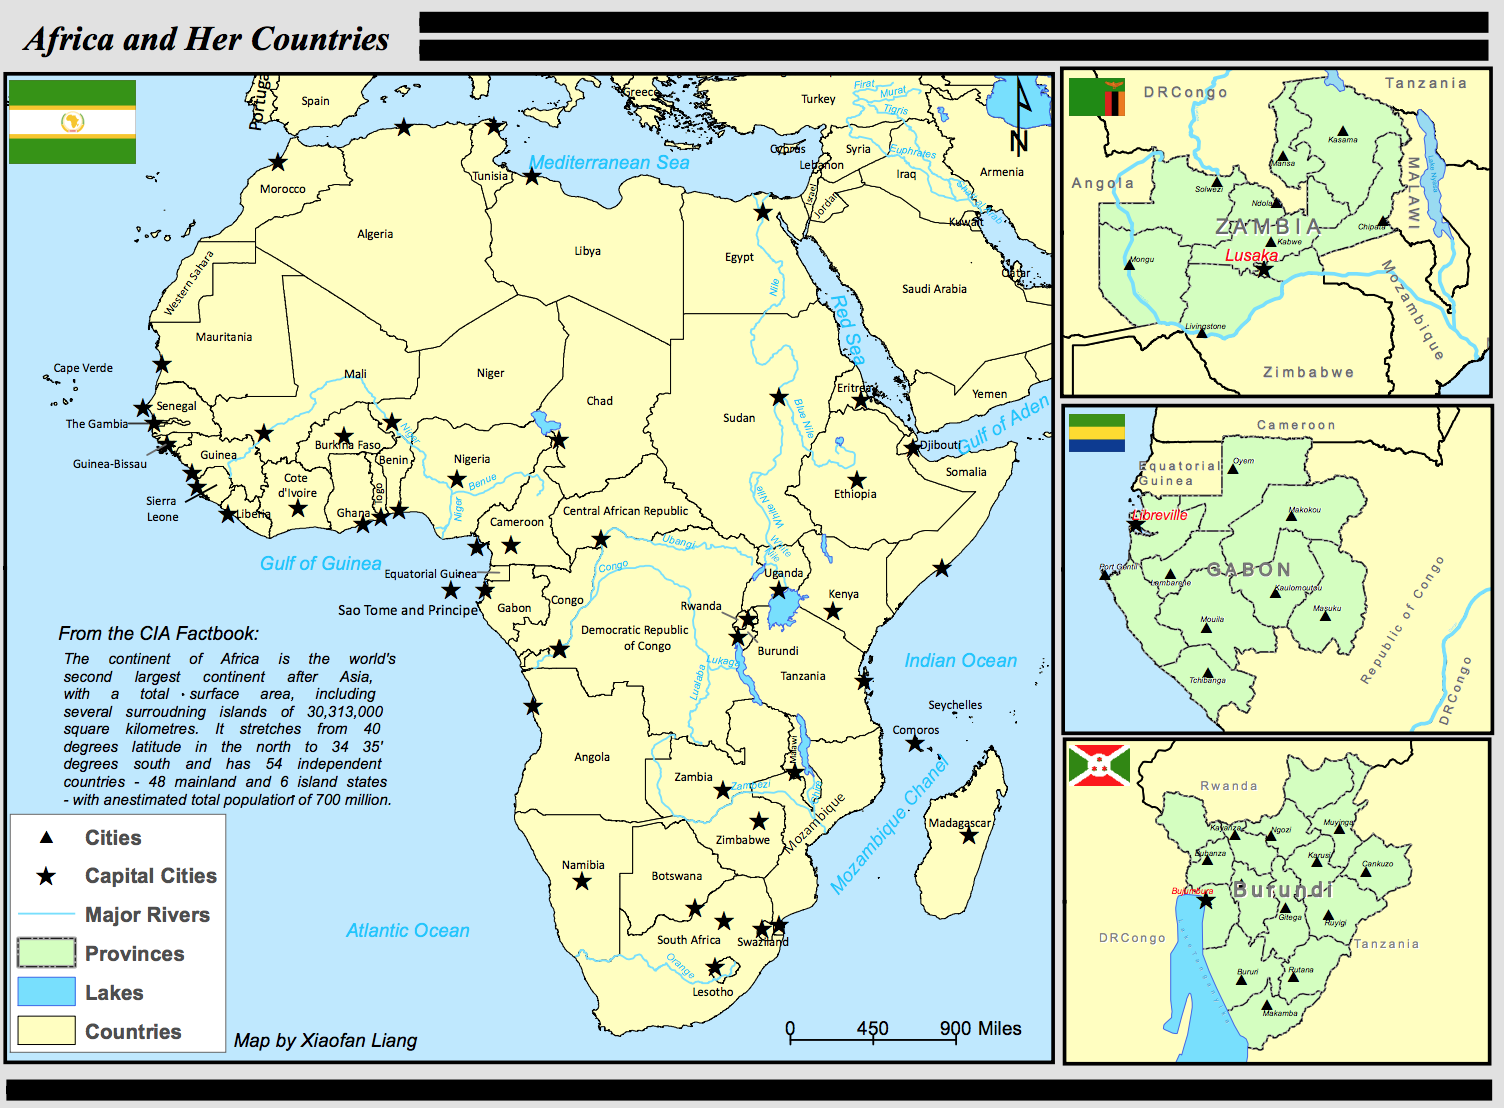 Africa and Her Countries
Portuga
Spain
Greece
Turkey
Firat
Murat
Tigris
Cyprus
Syria
Euphrates
Lebanon
Iraq
Armenia
Israel
Jordan
Shatt al Arab
Kuwait
Qatar
Mediterranean Sea
Tunisia
Morocco
Algeria
Libya
Egypt
Nile
Saudi Arabia
Red Sea
Western Sahara
Mauritania
Cape Verde
Mali
Niger
Chad
Sudan
Eritrea
Yemen
Gulf of Aden
Blue Nile
Senegal
The Gambia
Guinea-Bissau
Guinea
Burkina Faso
Benin
Niger
Nigeria
Benue
Niger
Djibouti
Somalia
Ethiopia
White Nile
White
Nile
Sierra
Leone
Liberia
Cote
d'Ivoire
Ghana
Togo
Cameroon
Central African Republic
Ubangi
Gulf of Guinea
Equatorial Guinea
Sao Tome and Principe
Gabon
Congo
Congo
Democratic Republic
of Congo
Uganda
Kenya
Rwanda
Burundi
Lukaga
Lualaba
Tanzania
Indian Ocean
Seychelles
Comoros
Angola
Zambia
Zambezi
Malawi
Mozambique
Mozambique Chanel
Madagascar
Zimbabwe
Namibia
Botswana
South Africa
Swaziland
Orange
Lesotho
Atlantic Ocean
From the CIA Factbook:
The continent of Africa is the world's
second largest continent after Asia,
with a total surface area, including
several surroudning islands of 30,313,000
square kilometres. It stretches from 40
degrees latitude in the north to 34 35'
degrees south and has 54 independent
countries - 48 mainland and 6 island states
- with anestimated total population of 700 million.
Cities
Capital Cities
Major Rivers
Provinces
Lakes
Countries
Map by Xiaofan Liang
0 450 900 Miles
N
DRCongo
Tanzania
Kasama
Mansa
Angola
Solwezi
Ndola
MALAWI
Lake Nyasa
ZAMBIA
Chipata
Kabwe
Lusaka
Mongu
Mozambique
Livingstone
Zimbabwe
Cameroon
Equatorial
Guinea
Oyem
Libreville
Makokou
Port Gentil
Lambarene
GABON
Kaulomoutou
Masuku
Mouila
Tchibanga
Republic of Congo
DRCongo
Rwanda
Kayanza
Ngozi
Muyinga
Bubanza
Karusi
Cankuzo
Bujumbura
Burundi
Gitega
Ruyigi
DRCongo
Tanzania
Lake Tanganyika
Bururi
Rutana
Makamba